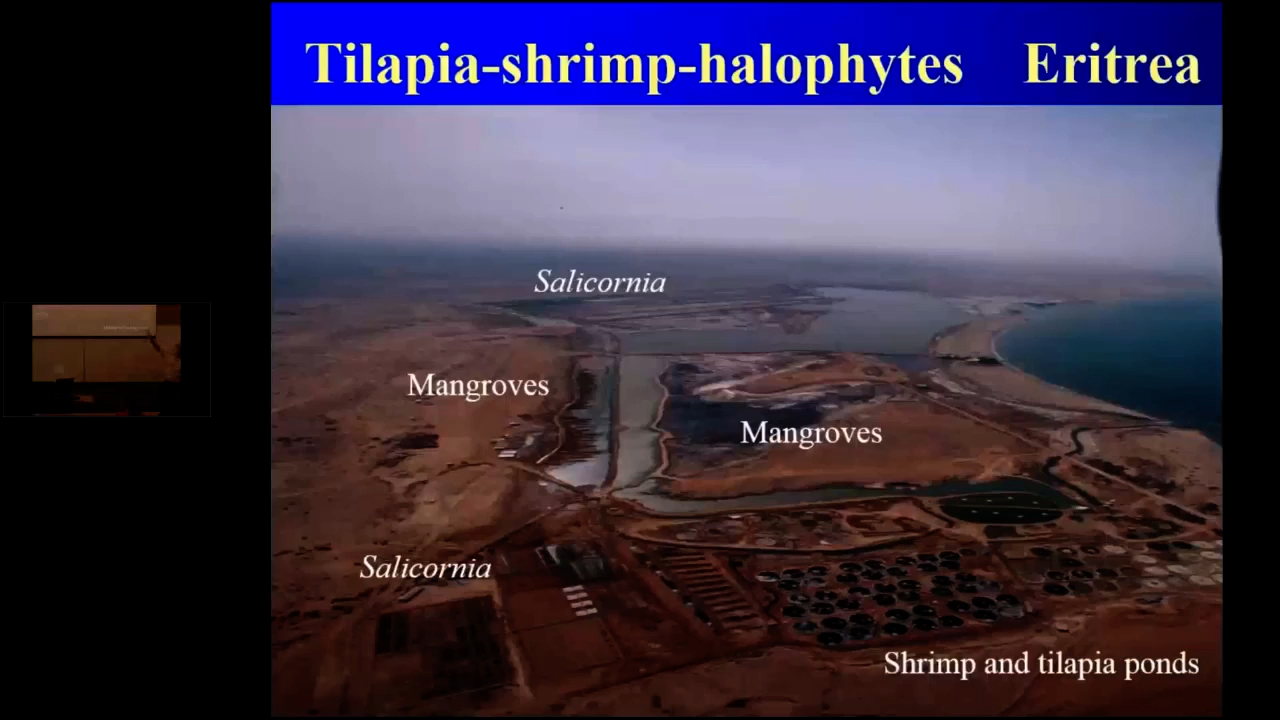 Tilapia-shrimp-halophytes Eritrea
Salicornia
Mangroves
Mangroves
Salicornia
Shrimp and tilapia ponds